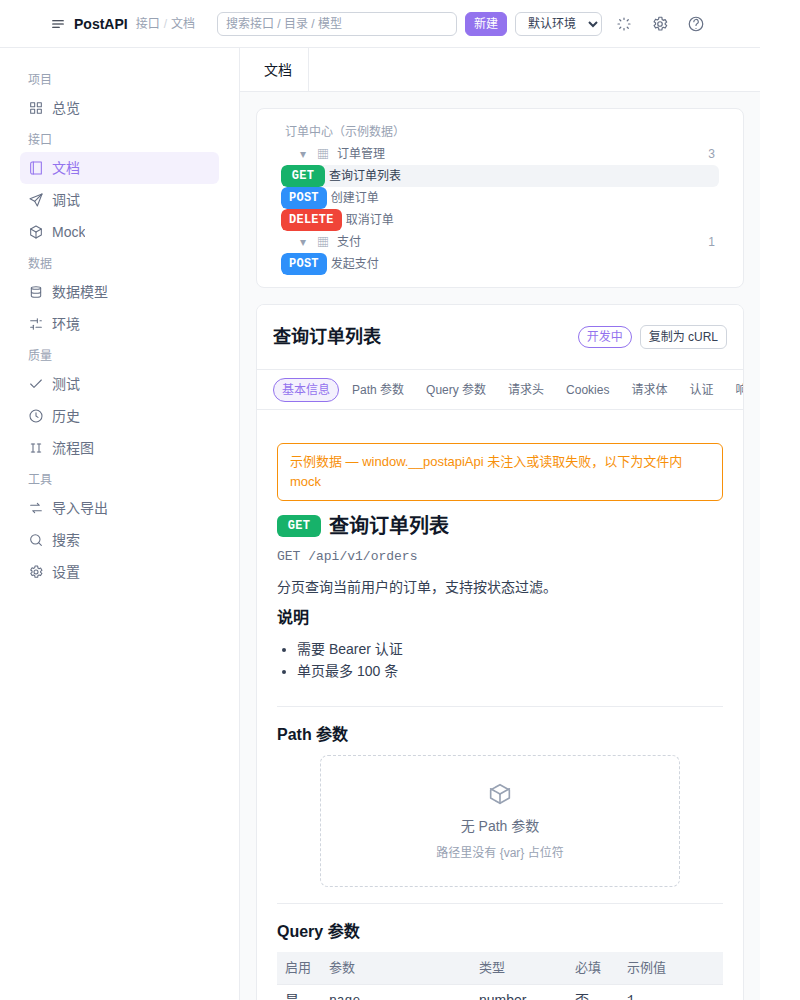 PostAPI 接口 / 文档 搜索接口 / 目录 / 模型 新建 默认环境
项目
总览
接口
文档
调试
Mock
数据
数据模型
环境
质量
测试
历史
流程图
工具
导入导出
搜索
设置
文档
订单中心（示例数据）
▾ 订单管理 3
GET 查询订单列表
POST 创建订单
DELETE 取消订单
▾ 支付 1
POST 发起支付
查询订单列表 开发中 复制为 cURL
基本信息 Path 参数 Query 参数 请求头 Cookies 请求体 认证
示例数据 — window.__postapiApi 未注入或读取失败，以下为文件内
mock
GET 查询订单列表
GET /api/v1/orders
分页查询当前用户的订单，支持按状态过滤。
说明
• 需要 Bearer 认证
• 单页最多 100 条
Path 参数
无 Path 参数
路径里没有 {var} 占位符
Query 参数
启用 参数 类型 必填 示例值
是 page number 否 1